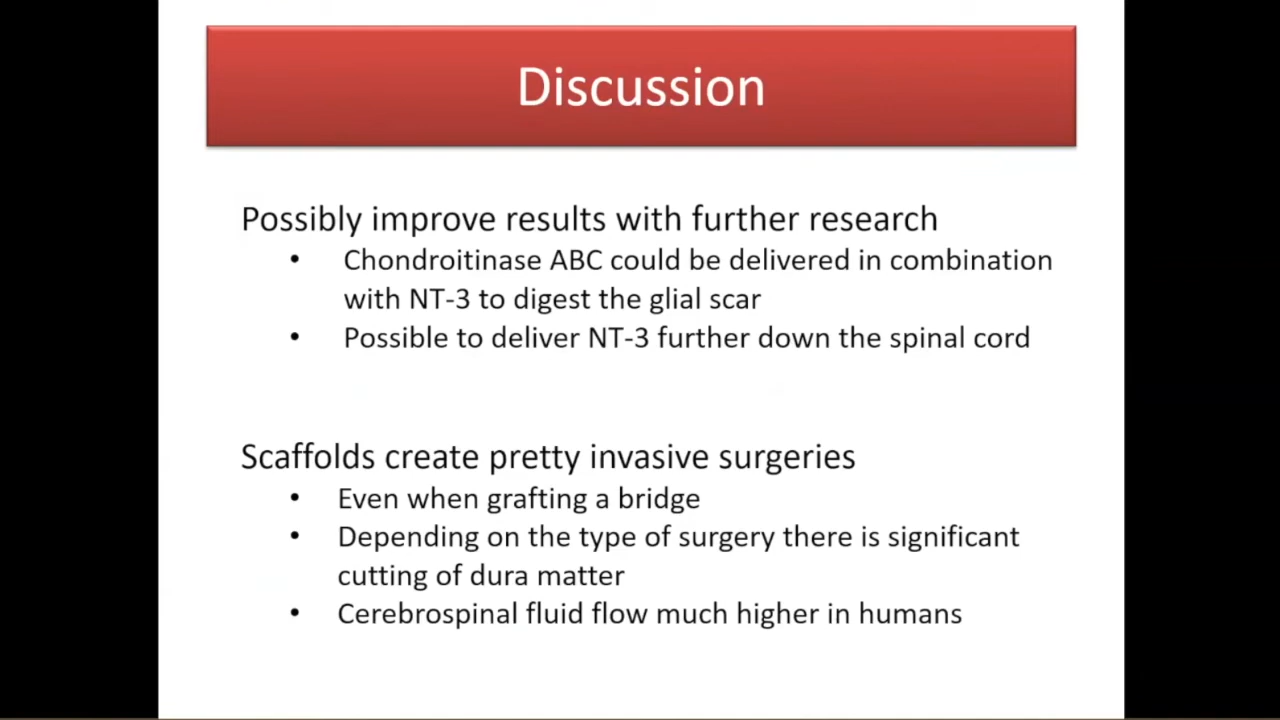 Discussion
Possibly improve results with further research
• Chondroitinase ABC could be delivered in combination
with NT-3 to digest the glial scar
• Possible to deliver NT-3 further down the spinal cord
Scaffolds create pretty invasive surgeries
• Even when grafting a bridge
• Depending on the type of surgery there is significant
cutting of dura matter
• Cerebrospinal fluid flow much higher in humans